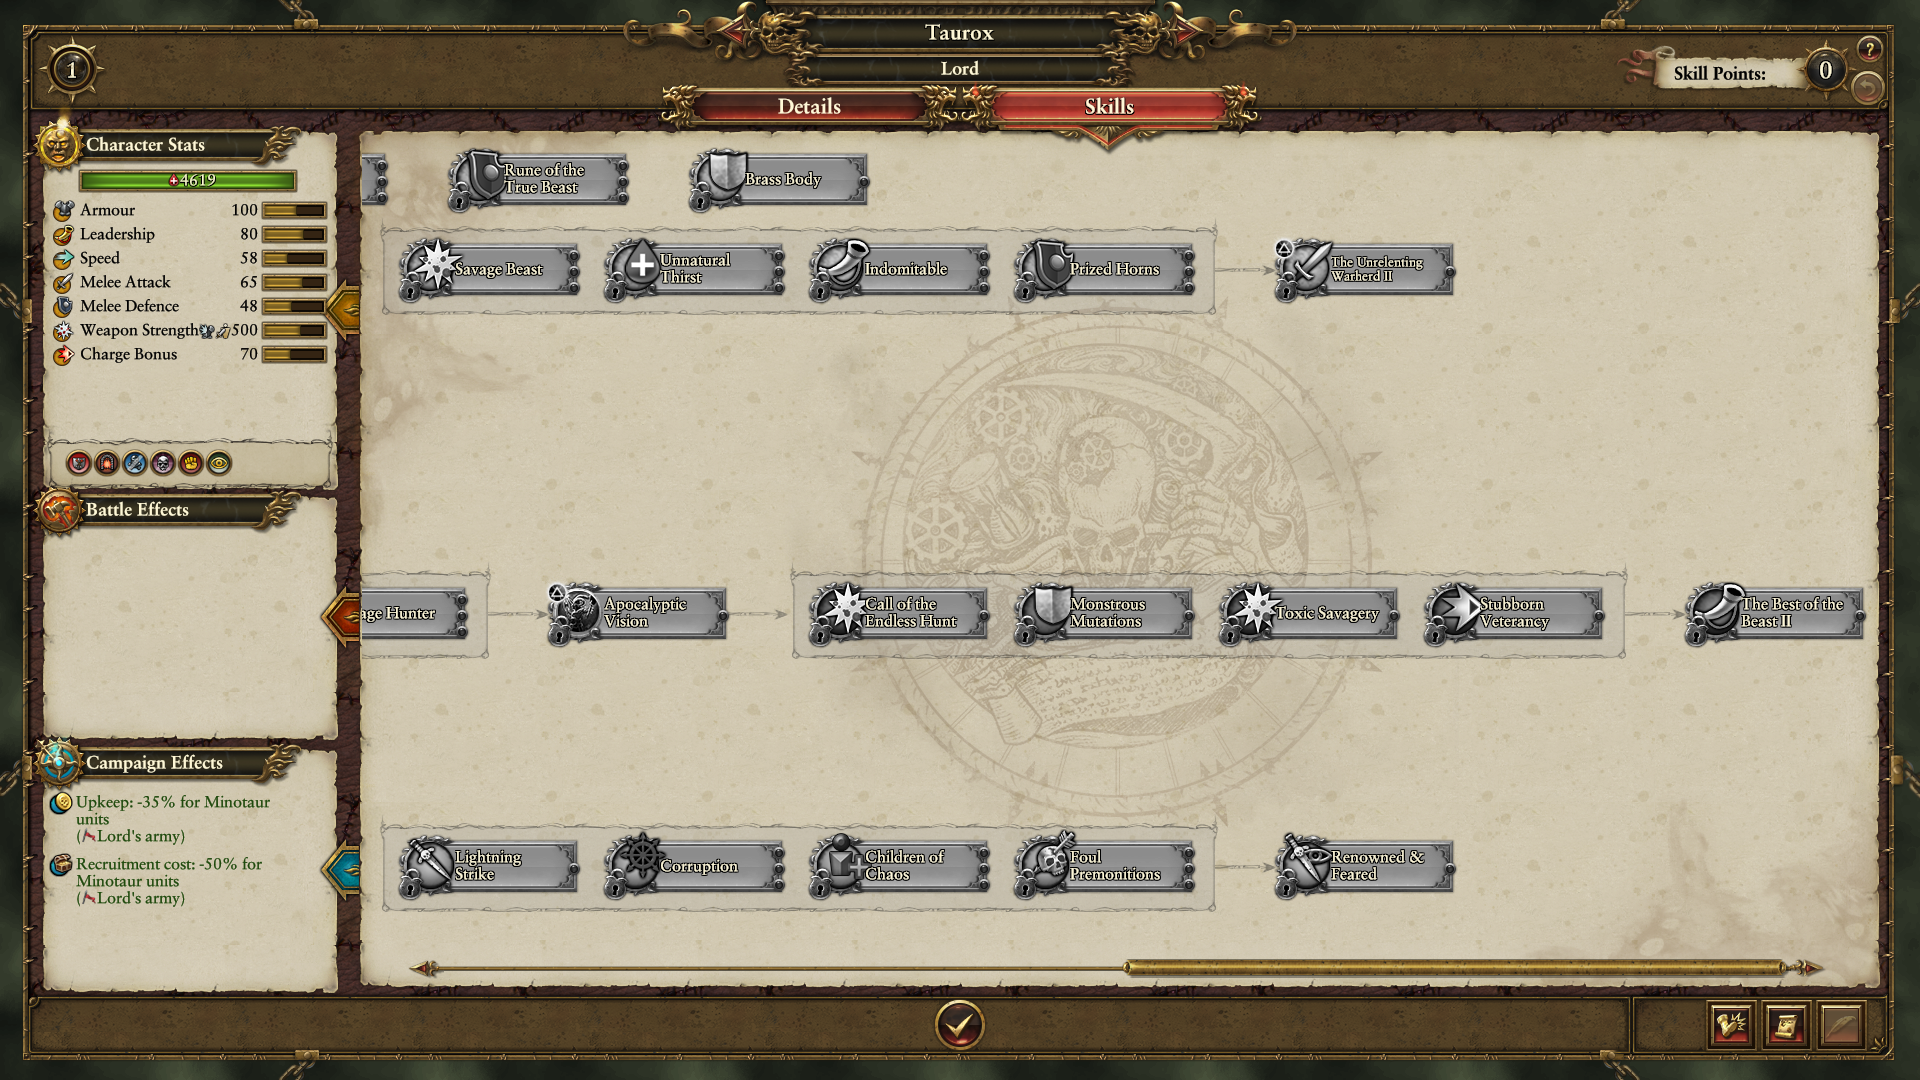 Taurox
1
Lord
Skill Points:
0
?
Details
Skills
Character Stats
4619
Armour 100
Leadership 80
Speed 58
Melee Attack 65
Melee Defence 48
Weapon Strength 500
Charge Bonus 70
Battle Effects
Campaign Effects
Upkeep: -35% for Minotaur
units
(Lord's army)
Recruitment cost: -50% for
Minotaur units
(Lord's army)
Rune of the
True Beast
Brass Body
Savage Beast
Unnatural
Thirst
Indomitable
Prized Horns
The Unrelenting
Warherd II
age Hunter
Apocalyptic
Vision
Call of the
Endless Hunt
Monstrous
Mutations
Toxic Savagery
Stubborn
Veterancy
The Best of the
Beast II
Lightning
Strike
Corruption
Children of
Chaos
Foul
Premonitions
Renowned &
Feared